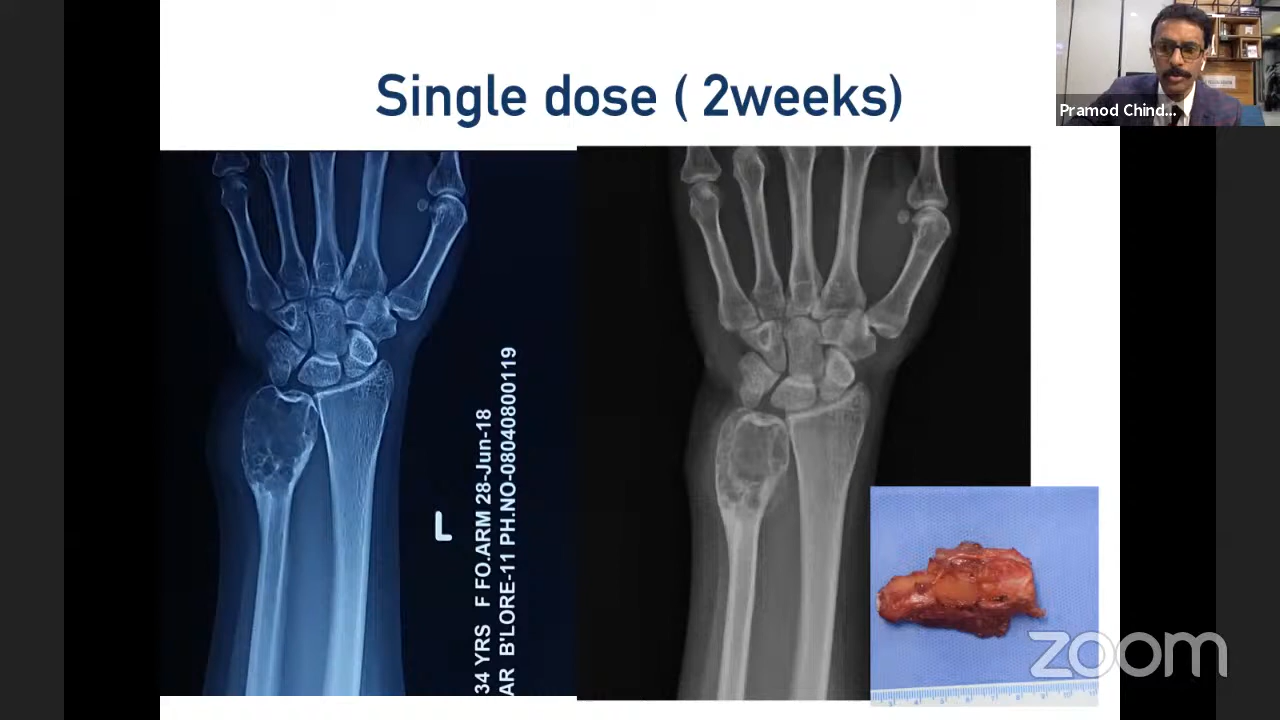 Single dose ( 2weeks)
Pramod Chind...
34 YRS F FO.ARM 28-Jun-18
AR B'LORE-11 PH.NO-08040800119
L
zoom